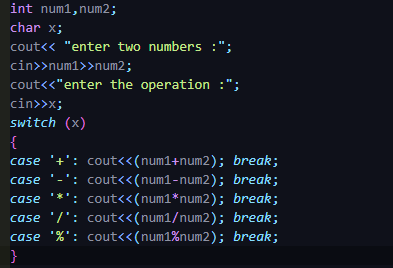 int num1,num2;
char x;
cout<< "enter two numbers :";
cin>>num1>>num2;
cout<<"enter the operation :";
cin>>x;
switch (x)
{
case '+': cout<<(num1+num2); break;
case '-': cout<<(num1-num2); break;
case '*': cout<<(num1*num2); break;
case '/': cout<<(num1/num2); break;
case '%': cout<<(num1%num2); break;
}